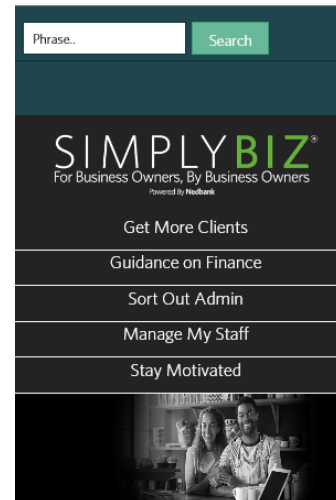 Phrase..
Search
SIMPLYBIZ®
For Business Owners, By Business Owners
Powered By Nedbank
Get More Clients
Guidance on Finance
Sort Out Admin
Manage My Staff
Stay Motivated